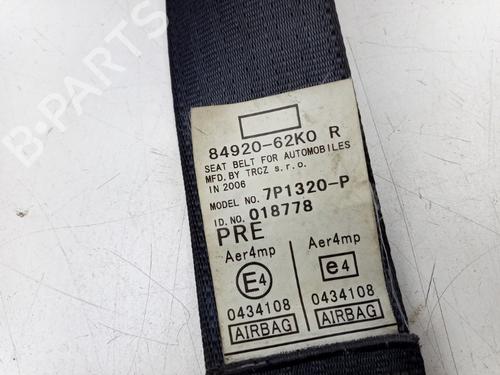 B-PARTS
84920-62K0 R
SEAT BELT FOR AUTOMOBILES
MFD. BY TRCZ s.r.o.
IN 2006
MODEL NO. 7P1320-P
ID. NO. 018778
PRE
Aer4mp Aer4mp
E4 e4
0434108 0434108
AIRBAG AIRBAG